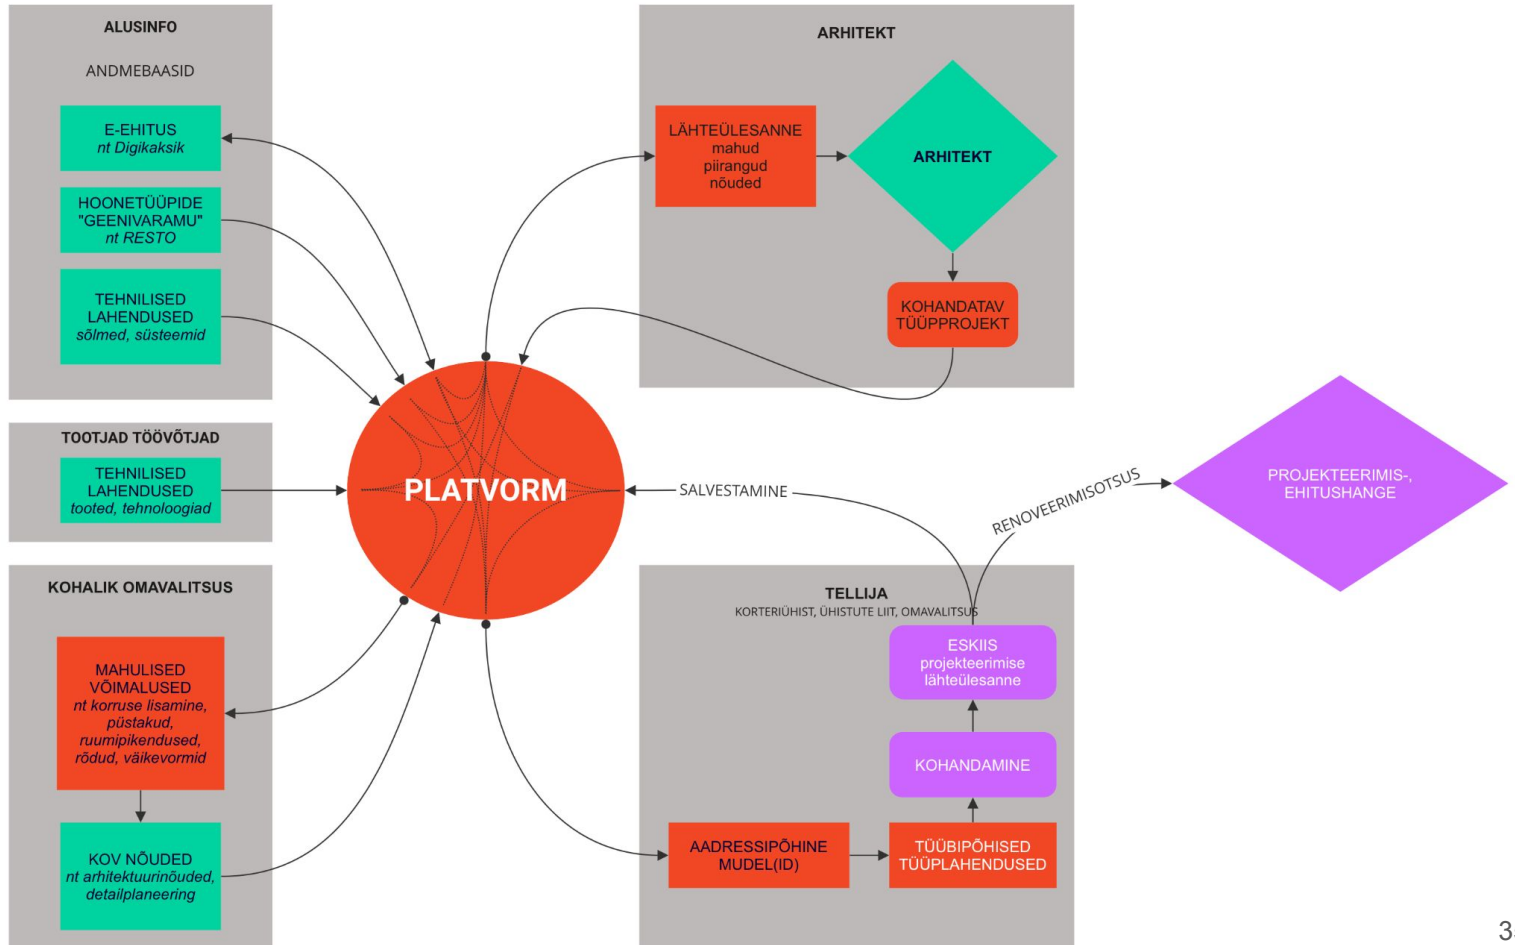 ALUSINFO
ANDMEBAASID
E-EHITUS
nt Digikaksik
HOONETÜÜPIDE
"GEENIVARAMU"
nt RESTO
TEHNILISED
LAHENDUSED
sõlmed, süsteemid
TOOTJAD TÖÖVÕTJAD
TEHNILISED
LAHENDUSED
tooted, tehnoloogiad
KOHALIK OMAVALITSUS
MAHULISED
VÕIMALUSED
nt korruse lisamine,
püstakud,
ruumipikendused,
rõdud, väikevormid
KOV NÕUDED
nt arhitektuurinõuded,
detailplaneering
PLATVORM
ARHITEKT
LÄHTEÜLESANNE
mahud
piirangud
nõuded
ARHITEKT
KOHANDATAV
TÜÜPPROJEKT
SALVESTAMINE
RENOVEERIMISOTSUS
PROJEKTEERIMIS-,
EHITUSHANGE
TELLIJA
KORTERIÜHIST, ÜHISTUTE LIIT, OMAVALITSUS
ESKIIS
projekteerimise
lähteülesanne
KOHANDAMINE
AADRESSIPÕHINE
MUDEL(ID)
TÜÜBIPÕHISED
TÜÜPLAHENDUSED